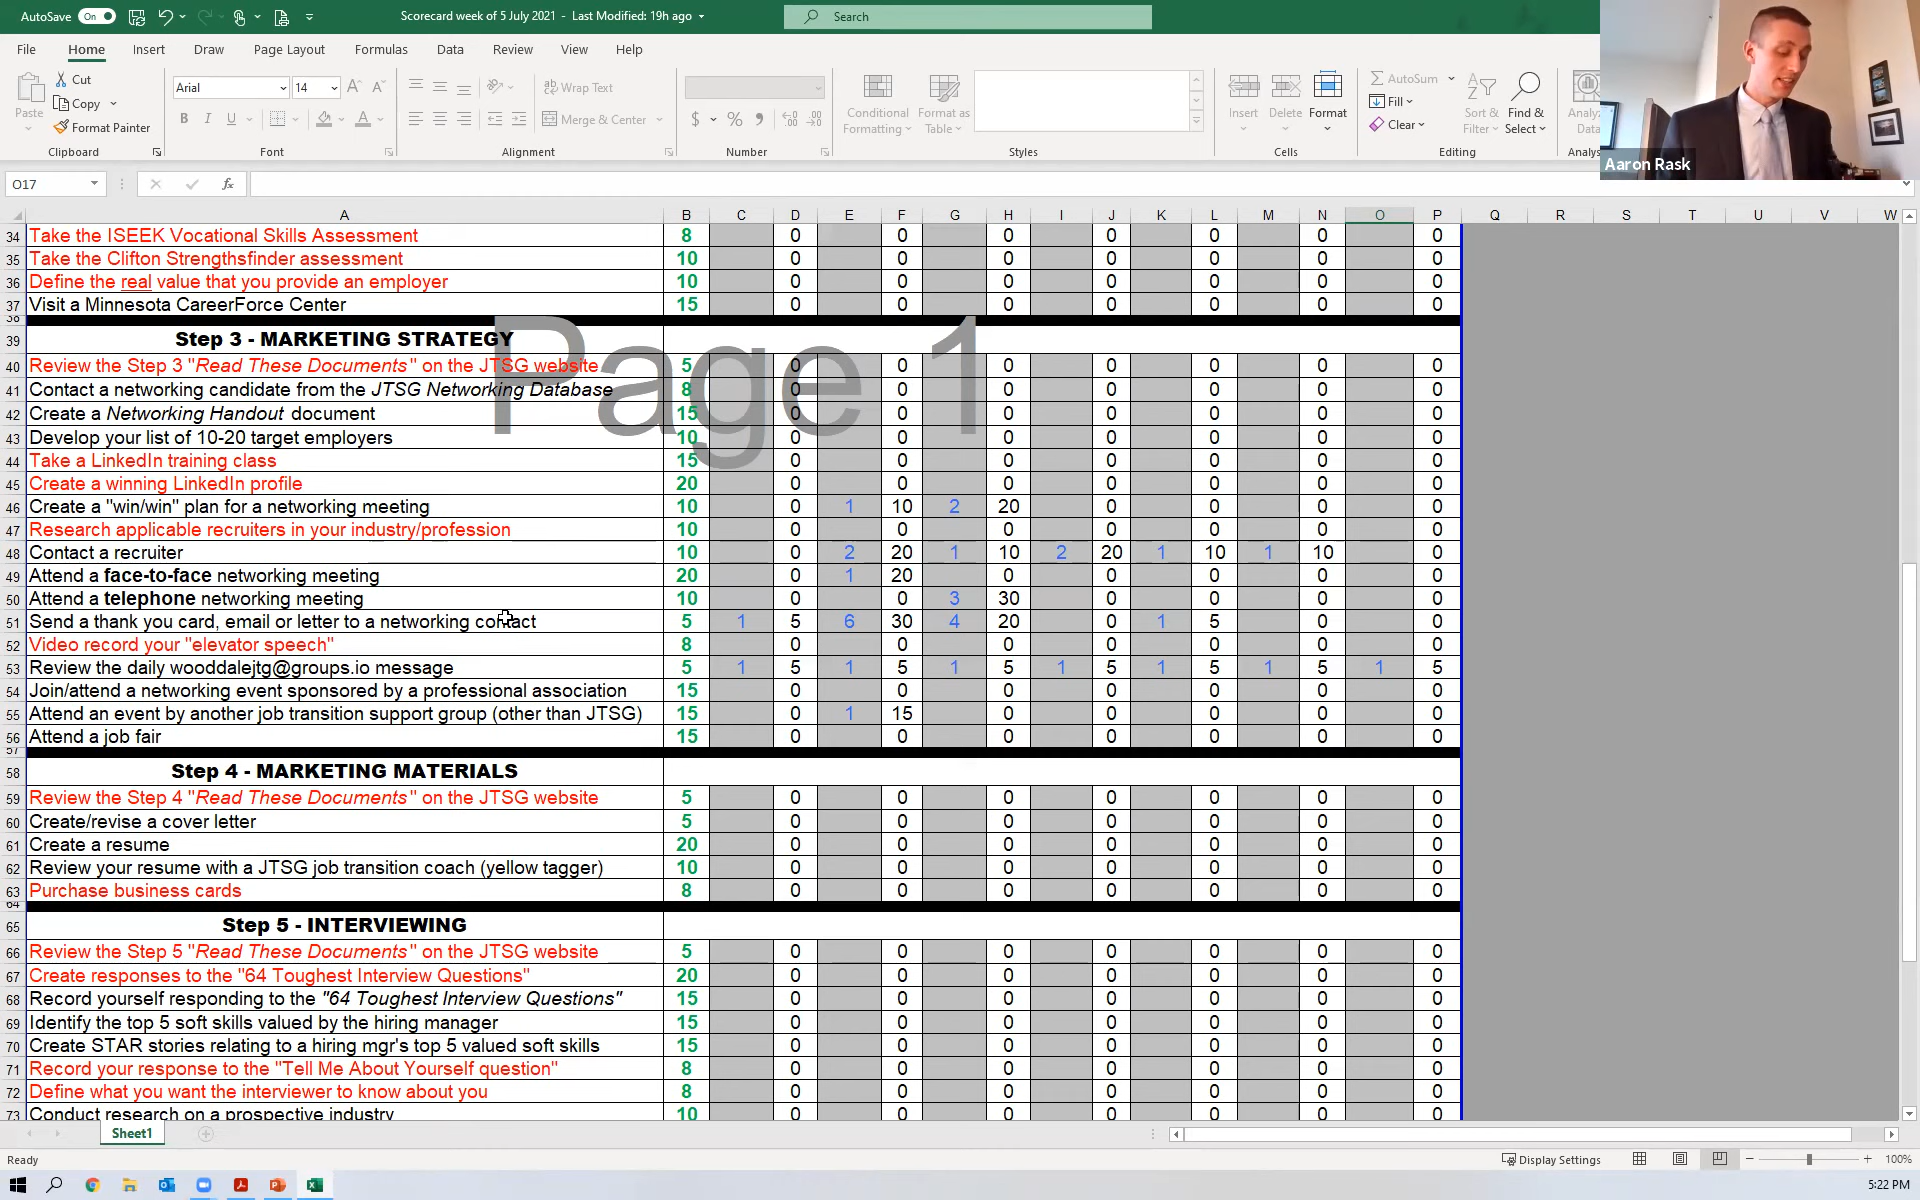 AutoSave On Scorecard week of 5 July 2021 - Last Modified: 19h ago Search
File Home Insert Draw Page Layout Formulas Data Review View Help
Paste Cut Copy Format Painter Clipboard
Arial 14 A A B I U A Font
Wrap Text Merge & Center Alignment
$ % Number
Conditional Formatting Format as Table Styles
Insert Delete Format Cells
AutoSum Fill Clear Sort & Filter Find & Select Editing
Analy Data Analys
Aaron Rask
O17 fx
A B C D E F G H I J K L M N O P Q R S T U V W
34 Take the ISEEK Vocational Skills Assessment 8 0 0 0 0 0 0 0
35 Take the Clifton Strengthsfinder assessment 10 0 0 0 0 0 0 0
36 Define the real value that you provide an employer 10 0 0 0 0 0 0 0
37 Visit a Minnesota CareerForce Center 15 0 0 0 0 0 0 0
38
39 Step 3 - MARKETING STRATEGY
Page 1
40 Review the Step 3 "Read These Documents" on the JTSG website 5 0 0 0 0 0 0 0
41 Contact a networking candidate from the JTSG Networking Database 8 0 0 0 0 0 0 0
42 Create a Networking Handout document 15 0 0 0 0 0 0 0
43 Develop your list of 10-20 target employers 10 0 0 0 0 0 0 0
44 Take a LinkedIn training class 15 0 0 0 0 0 0 0
45 Create a winning LinkedIn profile 20 0 0 0 0 0 0 0
46 Create a "win/win" plan for a networking meeting 10 0 1 10 2 20 0 0 0 0
47 Research applicable recruiters in your industry/profession 10 0 0 0 0 0 0 0
48 Contact a recruiter 10 0 2 20 1 10 2 20 1 10 1 10 0
49 Attend a face-to-face networking meeting 20 0 1 20 0 0 0 0 0
50 Attend a telephone networking meeting 10 0 0 3 30 0 0 0 0
51 Send a thank you card, email or letter to a networking contact 5 1 5 6 30 4 20 0 1 5 0 0
52 Video record your "elevator speech" 8 0 0 0 0 0 0 0
53 Review the daily wooddalejtg@groups.io message 5 1 5 1 5 1 5 1 5 1 5 1 5 1 5
54 Join/attend a networking event sponsored by a professional association 15 0 0 0 0 0 0 0
55 Attend an event by another job transition support group (other than JTSG) 15 0 1 15 0 0 0 0 0
56 Attend a job fair 15 0 0 0 0 0 0 0
57
58 Step 4 - MARKETING MATERIALS
59 Review the Step 4 "Read These Documents" on the JTSG website 5 0 0 0 0 0 0 0
60 Create/revise a cover letter 5 0 0 0 0 0 0 0
61 Create a resume 20 0 0 0 0 0 0 0
62 Review your resume with a JTSG job transition coach (yellow tagger) 10 0 0 0 0 0 0 0
63 Purchase business cards 8 0 0 0 0 0 0 0
64
65 Step 5 - INTERVIEWING
66 Review the Step 5 "Read These Documents" on the JTSG website 5 0 0 0 0 0 0 0
67 Create responses to the "64 Toughest Interview Questions" 20 0 0 0 0 0 0 0
68 Record yourself responding to the "64 Toughest Interview Questions" 15 0 0 0 0 0 0 0
69 Identify the top 5 soft skills valued by the hiring manager 15 0 0 0 0 0 0 0
70 Create STAR stories relating to a hiring mgr's top 5 valued soft skills 15 0 0 0 0 0 0 0
71 Record your response to the "Tell Me About Yourself question" 8 0 0 0 0 0 0 0
72 Define what you want the interviewer to know about you 8 0 0 0 0 0 0 0
73 Conduct research on a prospective industry 10 0 0 0 0 0 0 0
Sheet1
Ready Display Settings 100%
5:22 PM